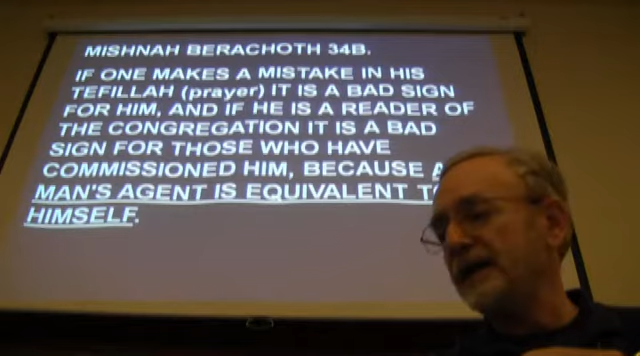 MISHNAH BERACHOTH 34B.
IF ONE MAKES A MISTAKE IN HIS
TEFILLAH (prayer) IT IS A BAD SIGN
FOR HIM, AND IF HE IS A READER OF
THE CONGREGATION IT IS A BAD
SIGN FOR THOSE WHO HAVE
COMMISSIONED HIM, BECAUSE A
MAN'S AGENT IS EQUIVALENT TO
HIMSELF.